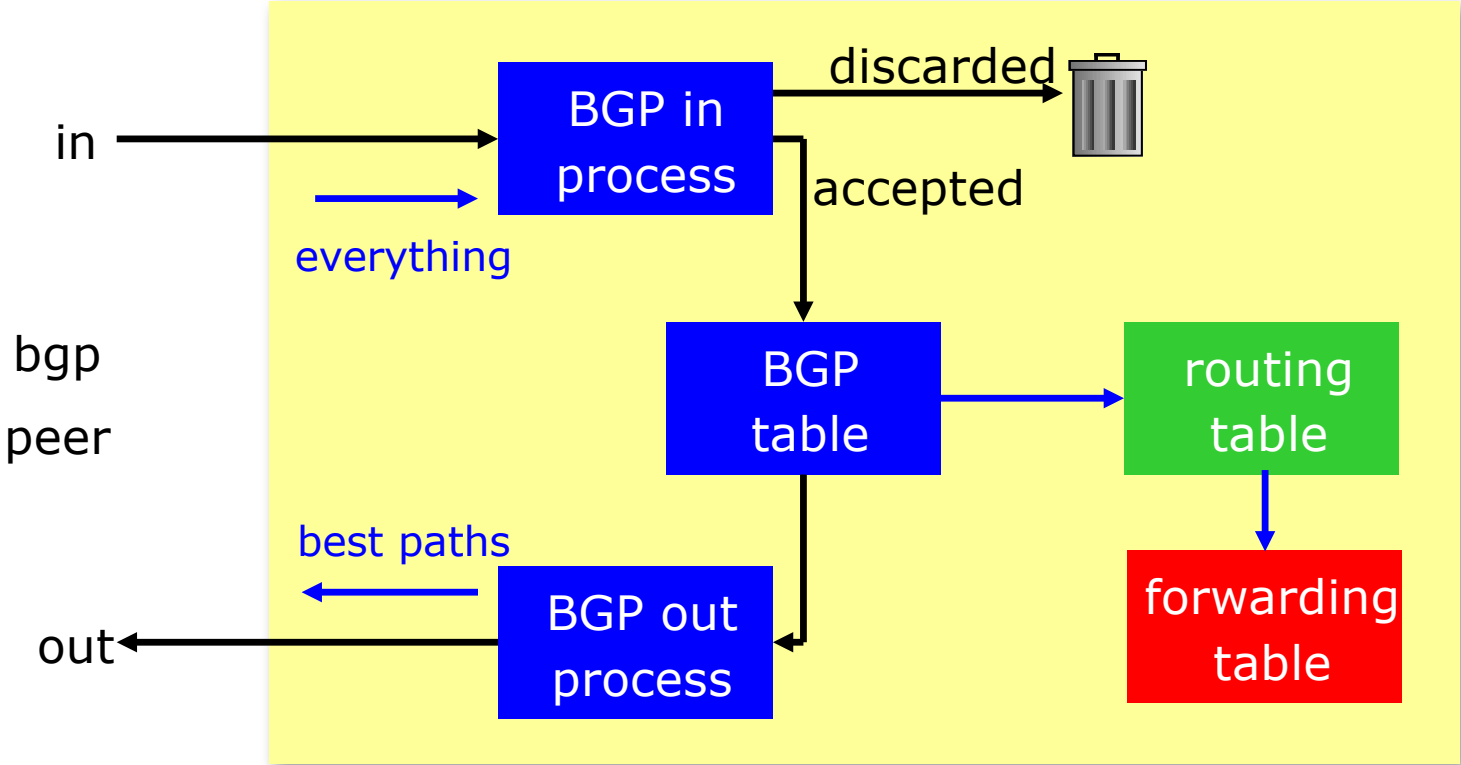 discarded
BGP in
process
in
accepted
everything
bgp
peer
BGP
table
routing
table
best paths
BGP out
process
out
forwarding
table